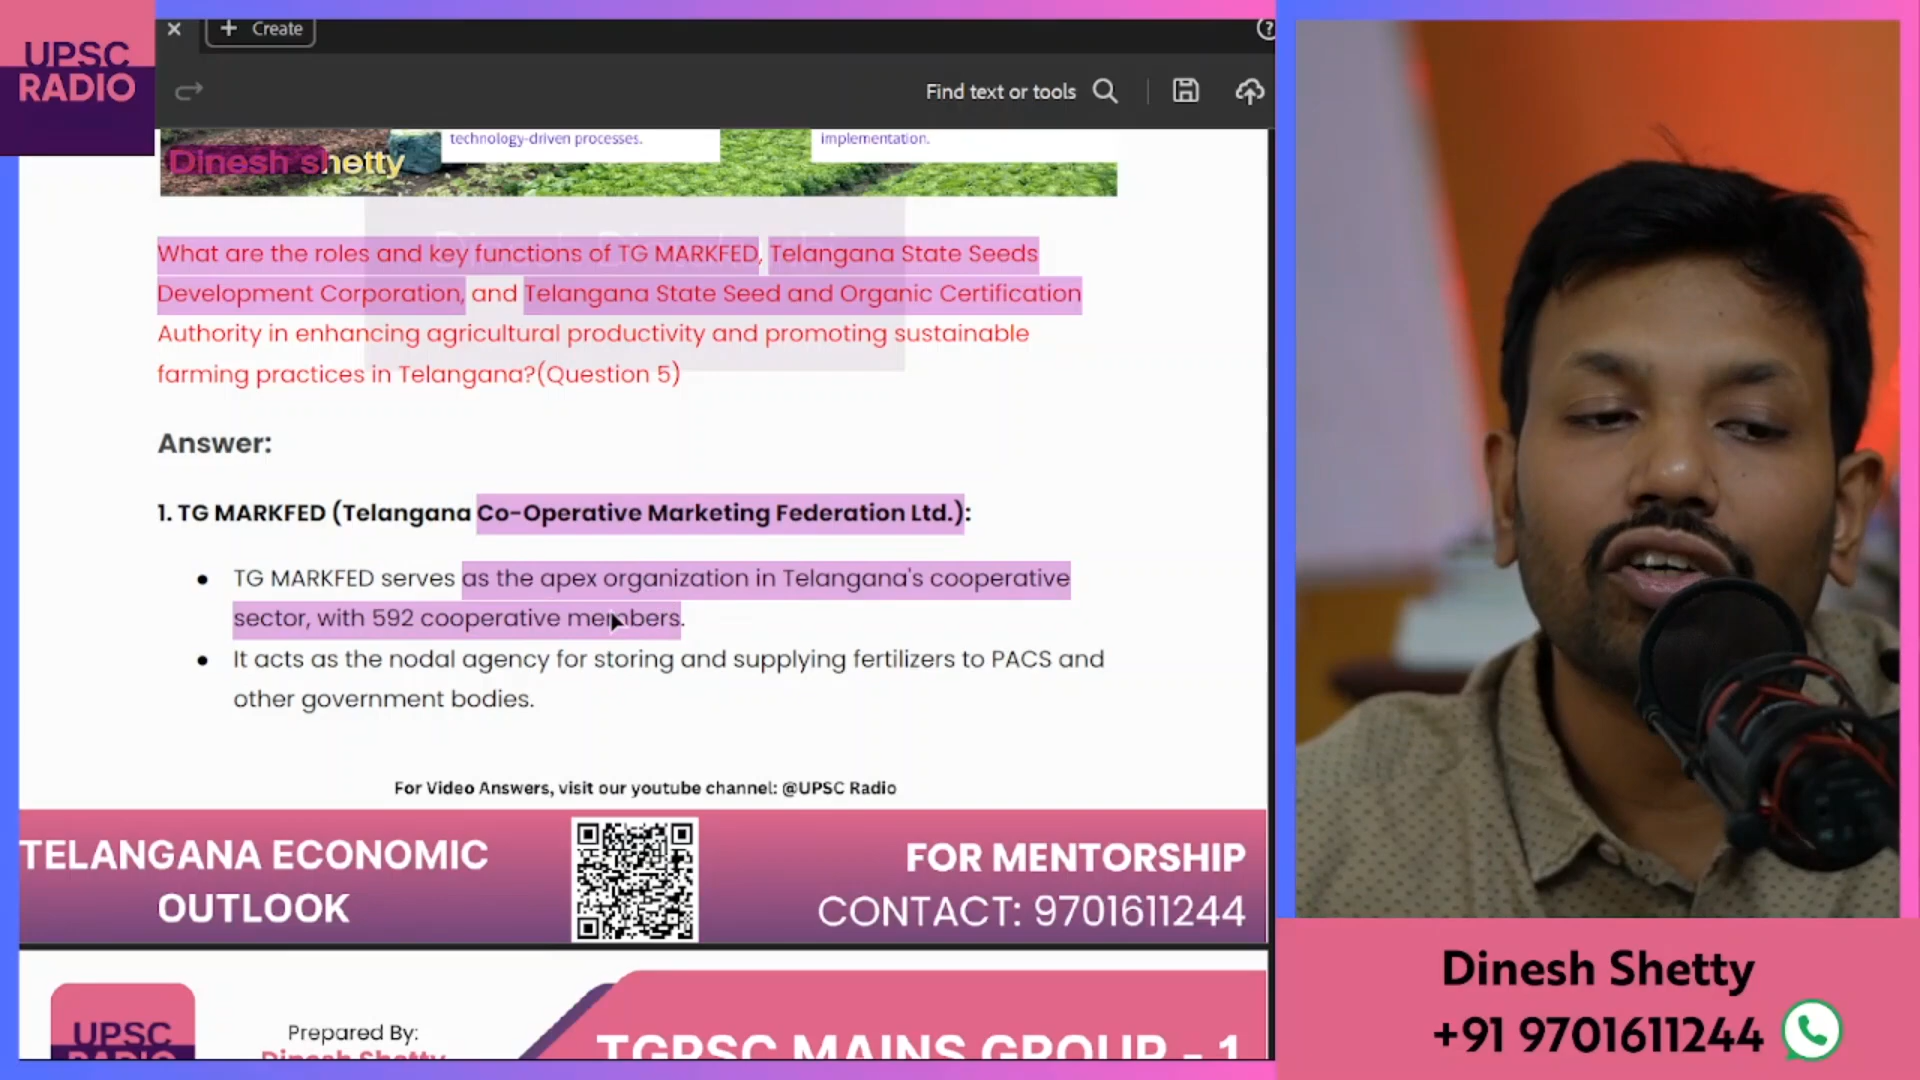 UPSC
RADIO
Create
Find text or tools
technology-driven processes.
implementation.
Dinesh shetty
What are the roles and key functions of TG MARKFED, Telangana State Seeds
Development Corporation, and Telangana State Seed and Organic Certification
Authority in enhancing agricultural productivity and promoting sustainable
farming practices in Telangana?(Question 5)
Answer:
1. TG MARKFED (Telangana Co-Operative Marketing Federation Ltd.):
● TG MARKFED serves as the apex organization in Telangana's cooperative
sector, with 592 cooperative members.
● It acts as the nodal agency for storing and supplying fertilizers to PACS and
other government bodies.
For Video Answers, visit our youtube channel: @UPSC Radio
TELANGANA ECONOMIC
OUTLOOK
FOR MENTORSHIP
CONTACT: 9701611244
UPSC
RADIO
Prepared By:
Dinesh Shetty
TGPSC MAINS GROUP - 1
Dinesh Shetty
+91 9701611244